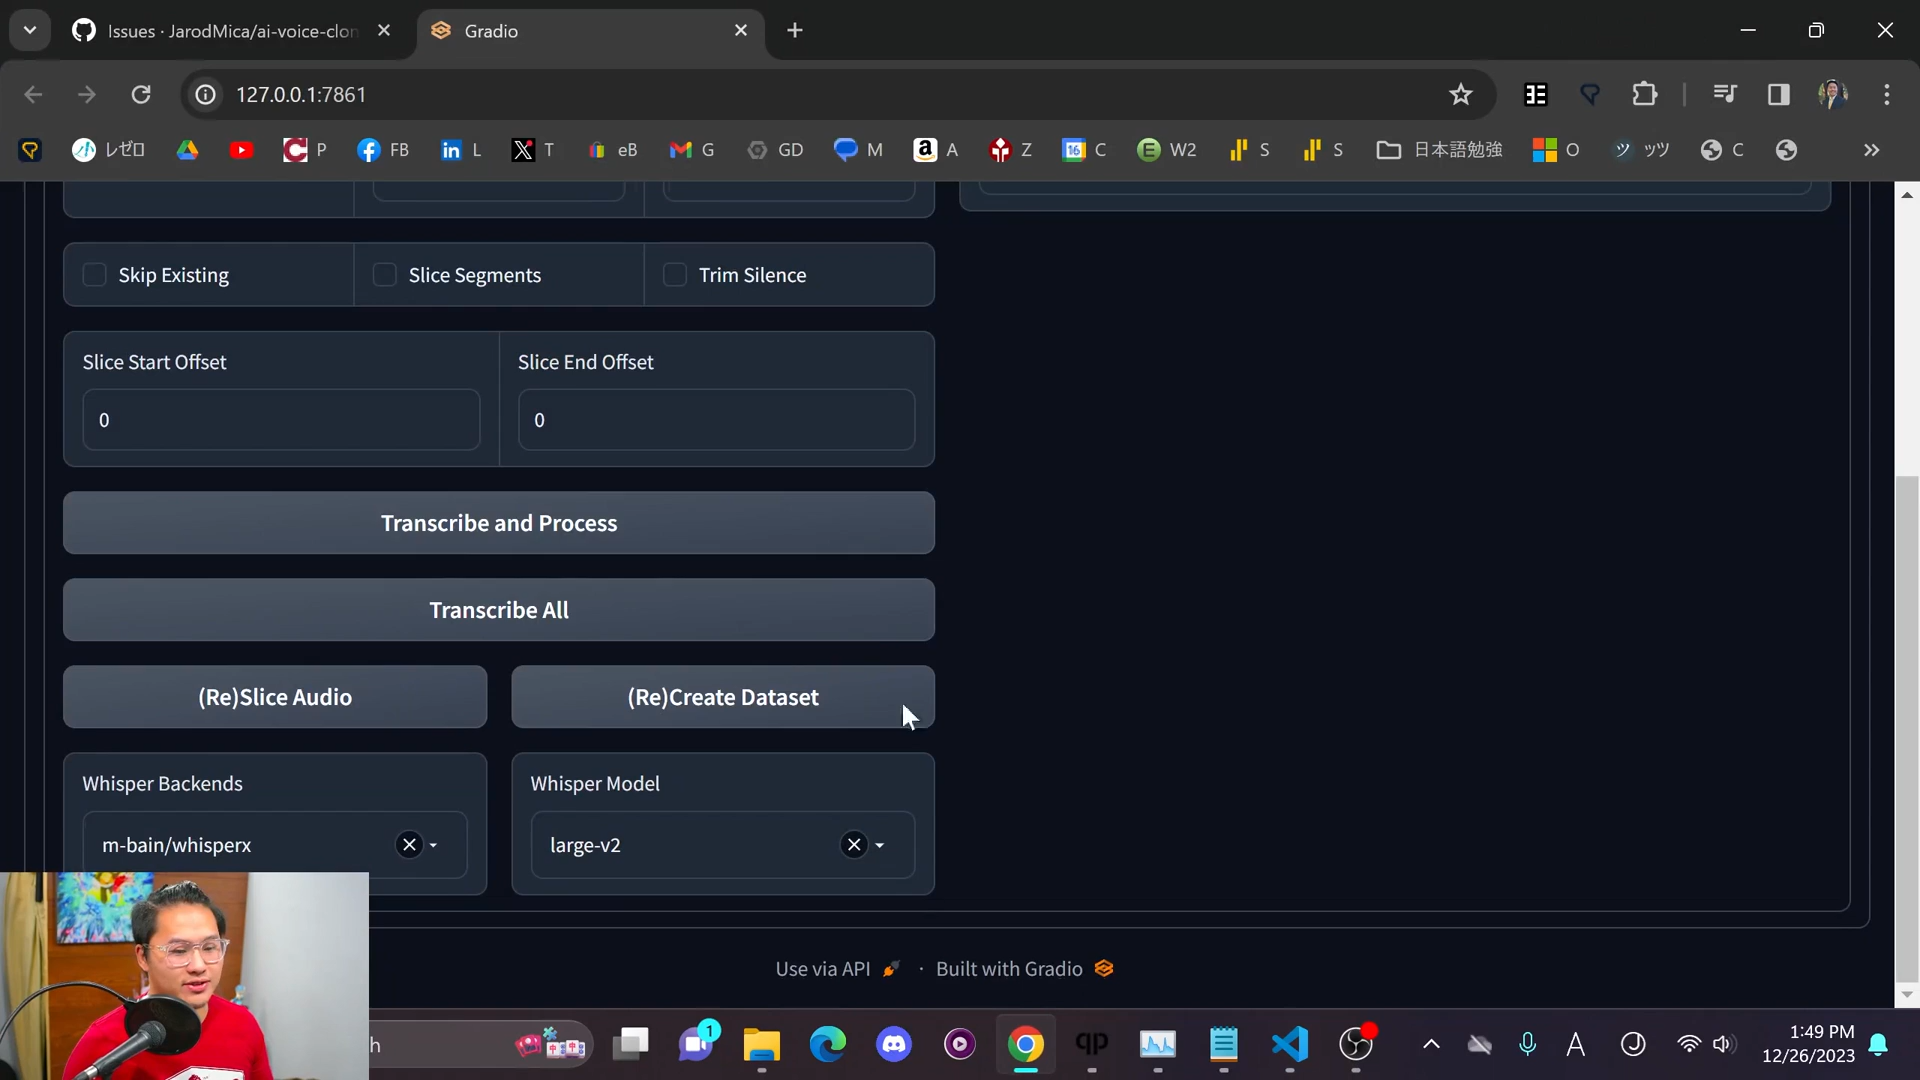 Issues · JarodMica/ai-voice-clon
Gradio
127.0.0.1:7861
レゼロ
P
FB
L
T
eB
G
GD
M
A
Z
C
W2
S
S
日本語勉強
O
ッツ
C
Skip Existing
Slice Segments
Trim Silence
Slice Start Offset
Slice End Offset
0
0
Transcribe and Process
Transcribe All
(Re)Slice Audio
(Re)Create Dataset
Whisper Backends
Whisper Model
m-bain/whisperx
large-v2
Use via API · Built with Gradio
h
1
A
1:49 PM
12/26/2023